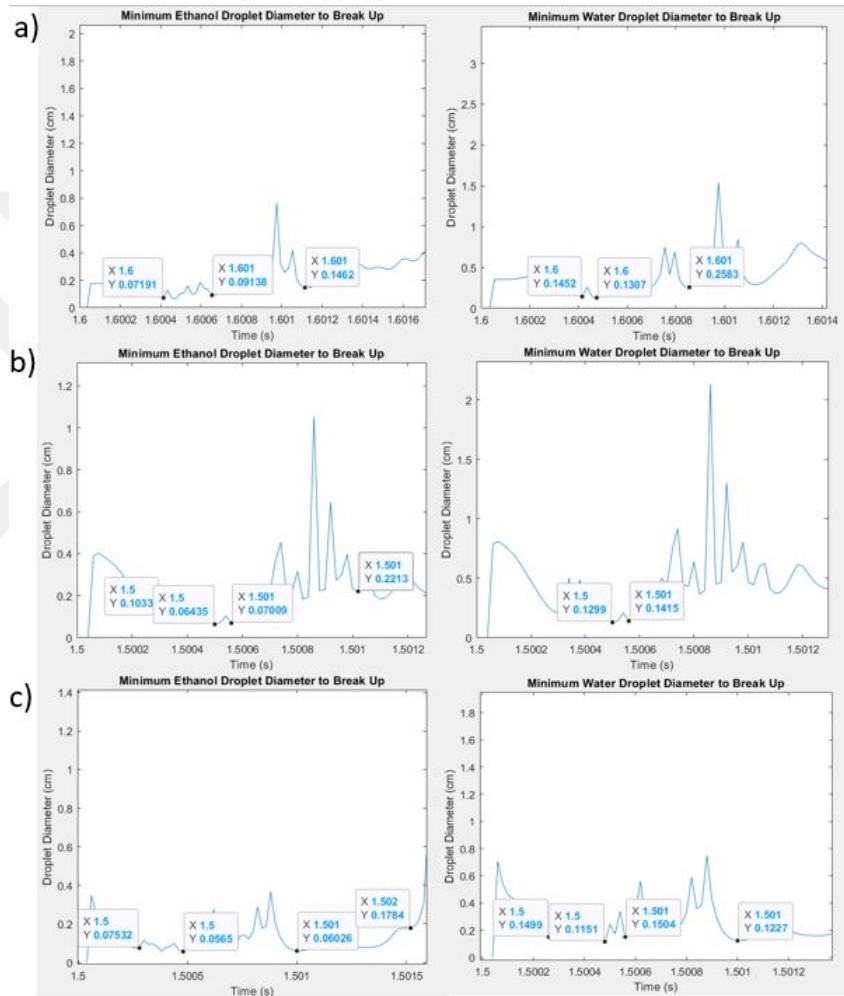 a)
Minimum Ethanol Droplet Diameter to Break Up
Droplet Diameter (cm)
2
1.8
1.6
1.4
1.2
1
0.8
0.6
0.4
0.2
0
X 1.6
Y 0.07191
X 1.601
Y 0.09138
X 1.601
Y 0.1462
1.6 1.6002 1.6004 1.6006 1.6008 1.601 1.6012 1.6014 1.6016
Time (s)
Minimum Water Droplet Diameter to Break Up
Droplet Diameter (cm)
3
2.5
2
1.5
1
0.5
0
X 1.6
Y 0.1452
X 1.6
Y 0.1307
X 1.601
Y 0.2583
1.6 1.6002 1.6004 1.6006 1.6008 1.601 1.6012 1.6014
Time (s)
b)
Minimum Ethanol Droplet Diameter to Break Up
Droplet Diameter (cm)
1.2
1
0.8
0.6
0.4
0.2
0
X 1.5
Y 0.1033
X 1.5
Y 0.06435
X 1.501
Y 0.07009
X 1.501
Y 0.2213
1.5 1.5002 1.5004 1.5006 1.5008 1.501 1.5012
Time (s)
Minimum Water Droplet Diameter to Break Up
Droplet Diameter (cm)
2
1.5
1
0.5
0
X 1.5
Y 0.1299
X 1.501
Y 0.1415
1.5 1.5002 1.5004 1.5006 1.5008 1.501 1.5012
Time (s)
c)
Minimum Ethanol Droplet Diameter to Break Up
Droplet Diameter (cm)
1.4
1.2
1
0.8
0.6
0.4
0.2
0
X 1.5
Y 0.07532
X 1.5
Y 0.0565
X 1.501
Y 0.06026
X 1.502
Y 0.1784
1.5 1.5005 1.501 1.5015
Time (s)
Minimum Water Droplet Diameter to Break Up
Droplet Diameter (cm)
1.8
1.6
1.4
1.2
1
0.8
0.6
0.4
0.2
0
X 1.5
Y 0.1499
X 1.5
Y 0.1151
X 1.501
Y 0.1504
X 1.501
Y 0.1227
1.5 1.5002 1.5004 1.5006 1.5008 1.501 1.5012
Time (s)